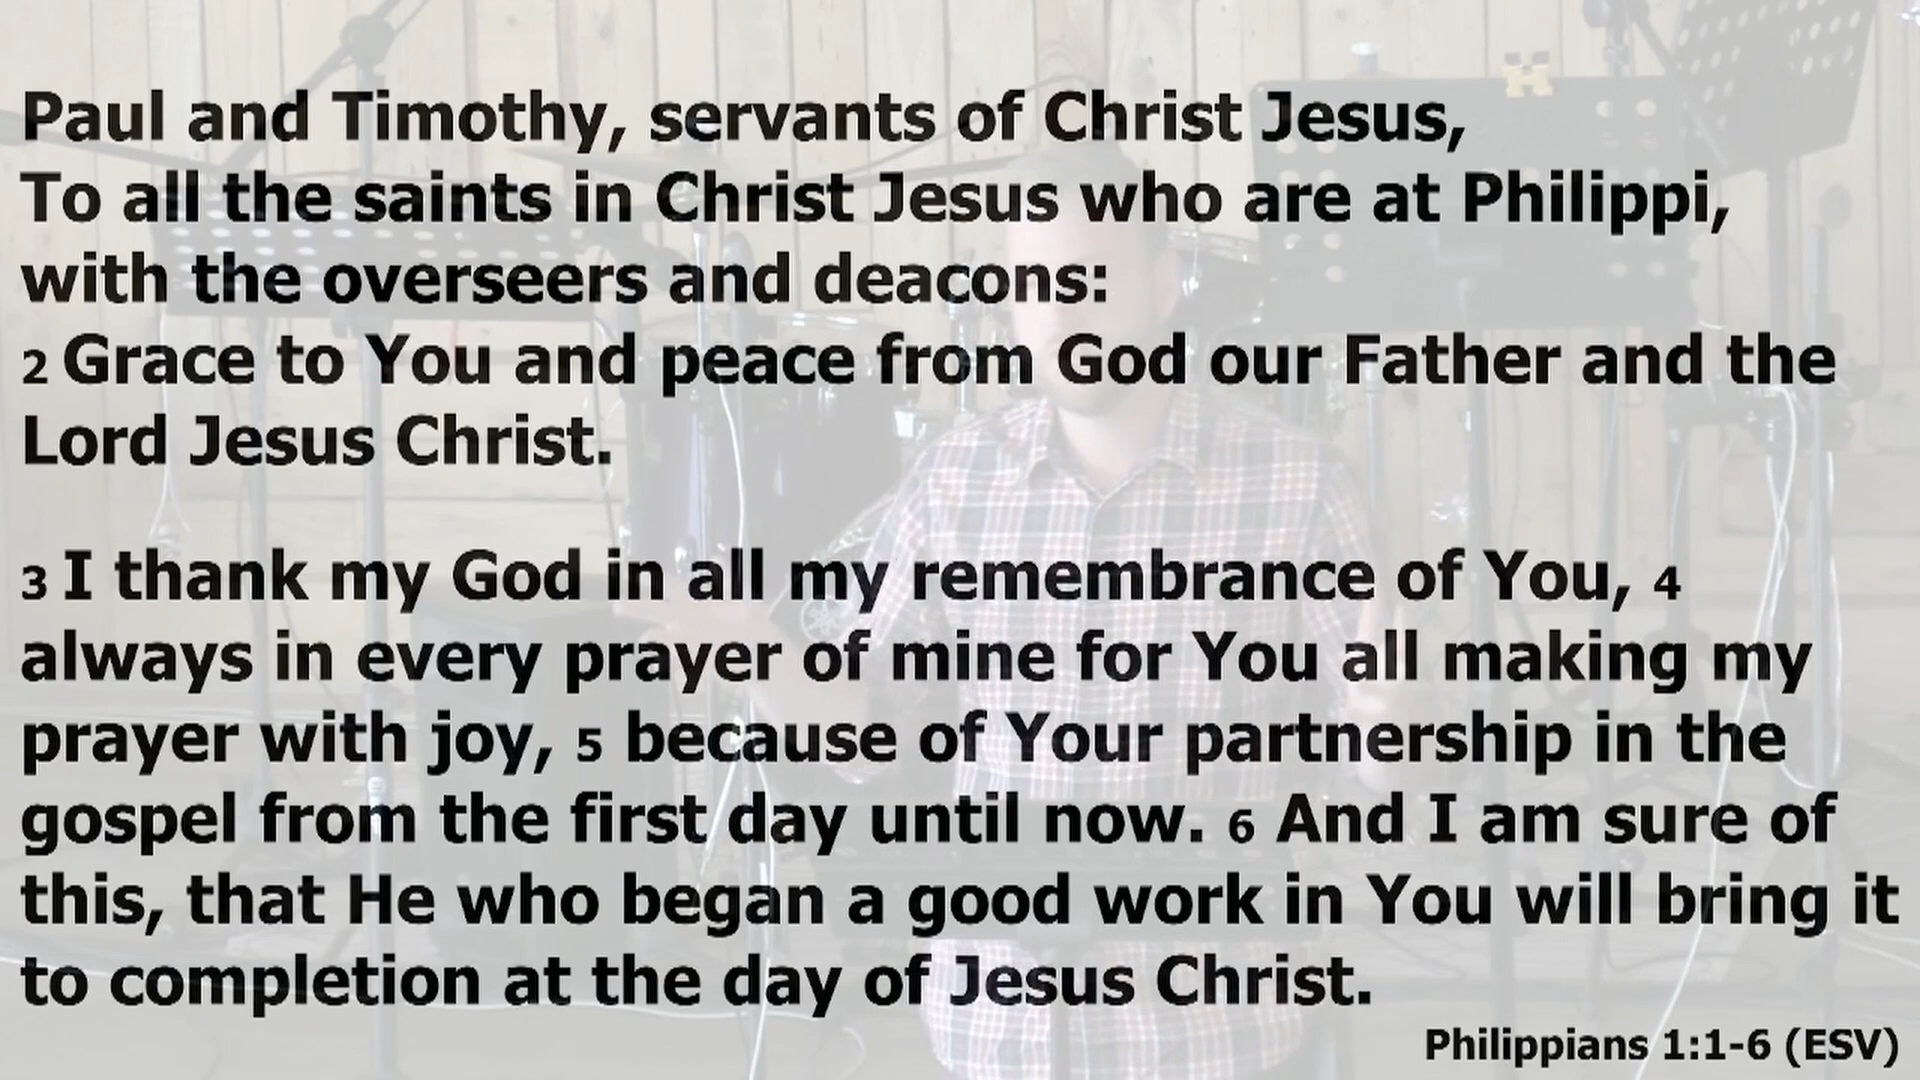 Paul and Timothy, servants of Christ Jesus,
To all the saints in Christ Jesus who are at Philippi,
with the overseers and deacons:
2 Grace to You and peace from God our Father and the
Lord Jesus Christ.
3 I thank my God in all my remembrance of You, 4
always in every prayer of mine for You all making my
prayer with joy, 5 because of Your partnership in the
gospel from the first day until now. 6 And I am sure of
this, that He who began a good work in You will bring it
to completion at the day of Jesus Christ.
Philippians 1:1-6 (ESV)